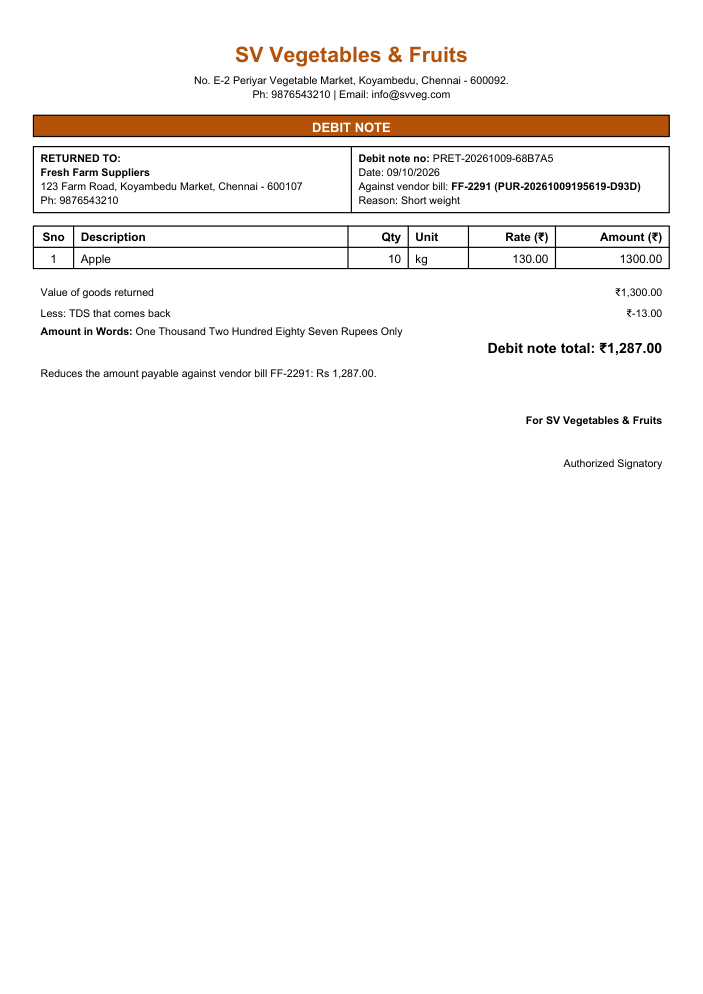 SV Vegetables & Fruits
No. E-2 Periyar Vegetable Market, Koyambedu, Chennai - 600092.
Ph: 9876543210 | Email: info@svveg.com
DEBIT NOTE
RETURNED TO:
Fresh Farm Suppliers
123 Farm Road, Koyambedu Market, Chennai - 600107
Ph: 9876543210
Debit note no: PRET-20261009-68B7A5
Date: 09/10/2026
Against vendor bill: FF-2291 (PUR-20261009195619-D93D)
Reason: Short weight
Sno Description Qty Unit Rate (₹) Amount (₹)
1 Apple 10 kg 130.00 1300.00
Value of goods returned ₹1,300.00
Less: TDS that comes back ₹-13.00
Amount in Words: One Thousand Two Hundred Eighty Seven Rupees Only
Debit note total: ₹1,287.00
Reduces the amount payable against vendor bill FF-2291: Rs 1,287.00.
For SV Vegetables & Fruits
Authorized Signatory